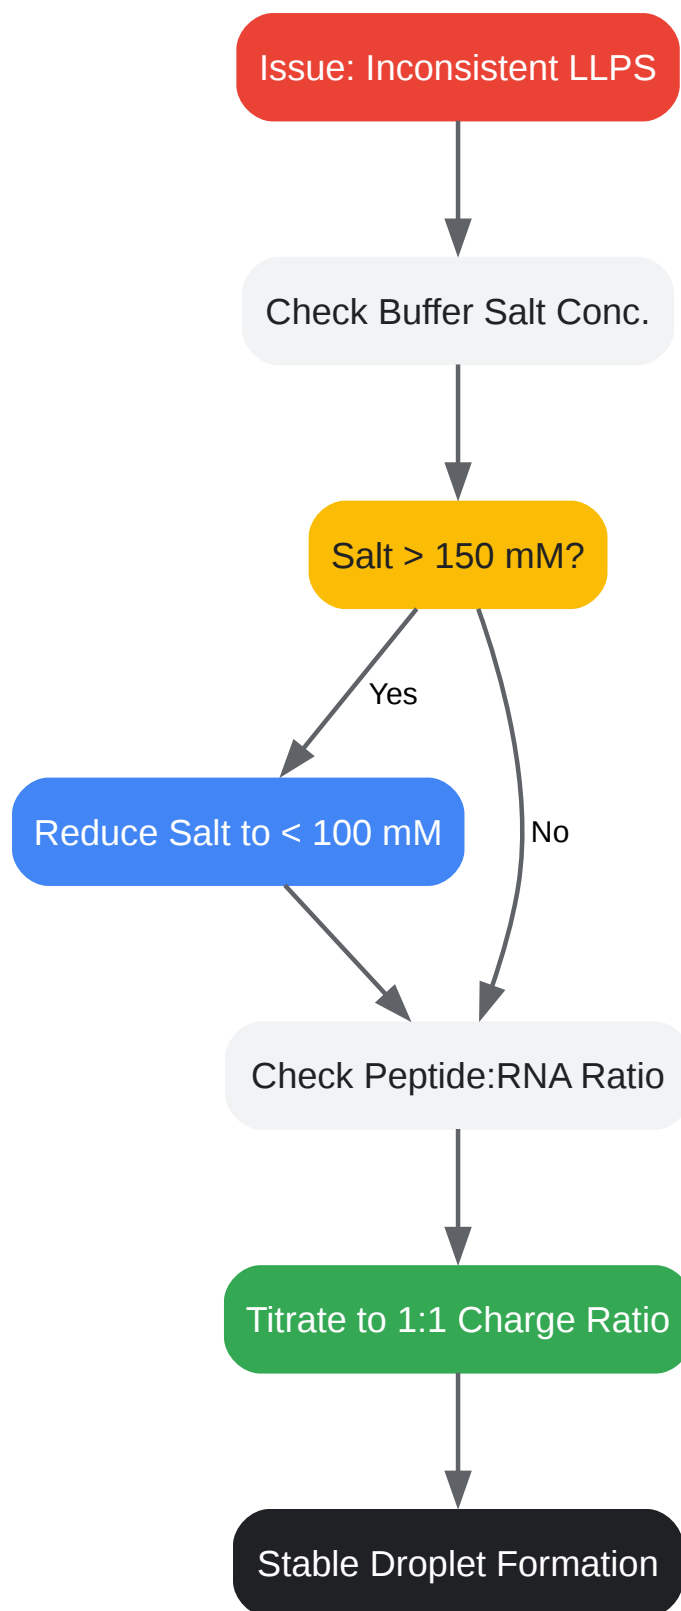 Issue: Inconsistent LLPS
Check Buffer Salt Conc.
Salt > 150 mM?
Yes
Reduce Salt to < 100 mM
No
Check Peptide:RNA Ratio
Titrate to 1:1 Charge Ratio
Stable Droplet Formation